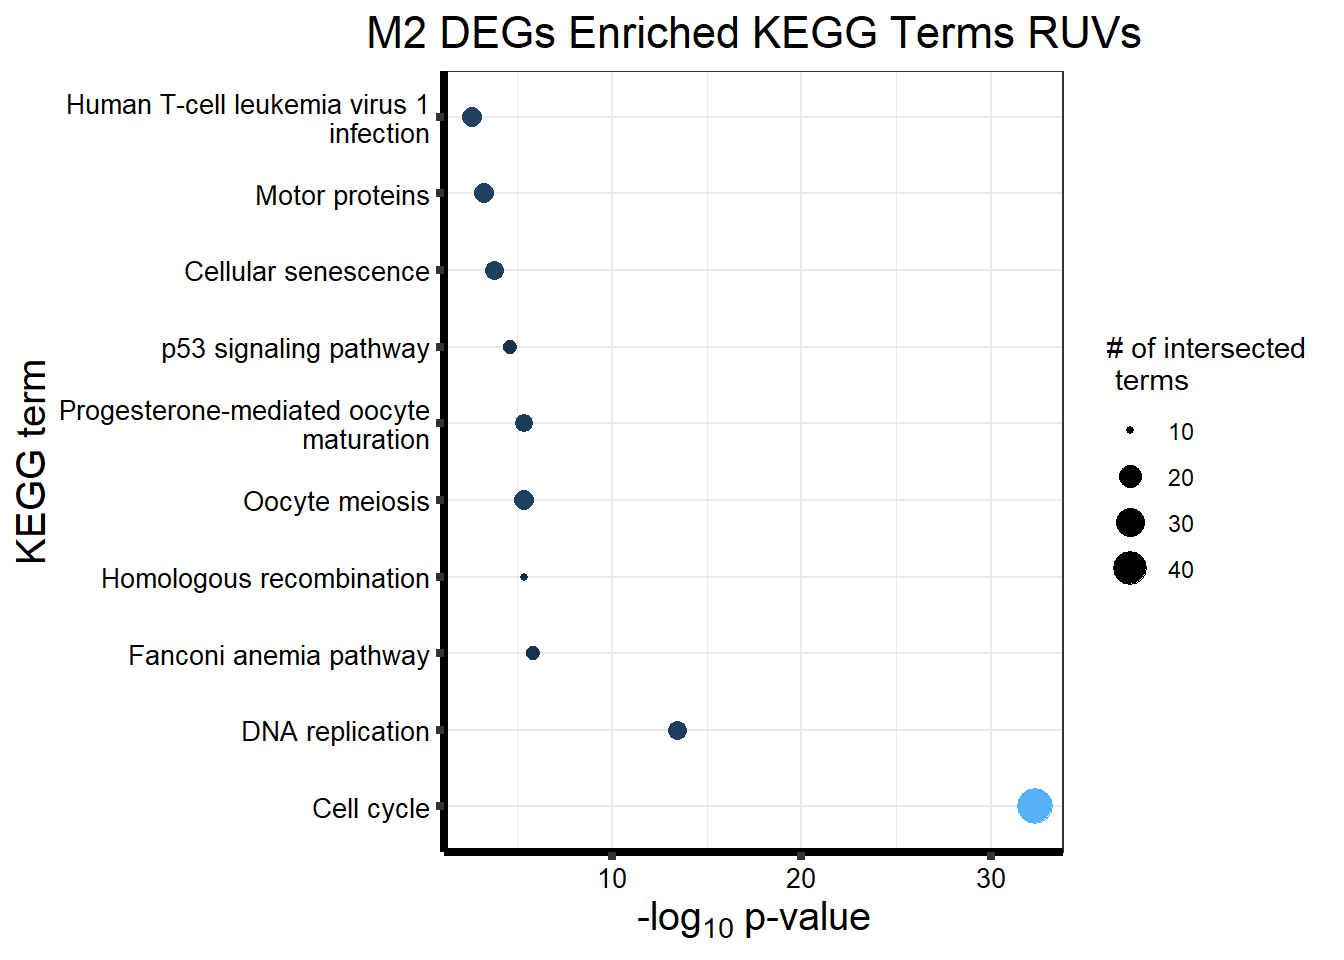 M2 DEGs Enriched KEGG Terms RUVs
KEGG term
Human T-cell leukemia virus 1
infection
Motor proteins
Cellular senescence
p53 signaling pathway
Progesterone-mediated oocyte
maturation
Oocyte meiosis
Homologous recombination
Fanconi anemia pathway
DNA replication
Cell cycle
10 20 30
-log10 p-value
# of intersected
terms
10
20
30
40